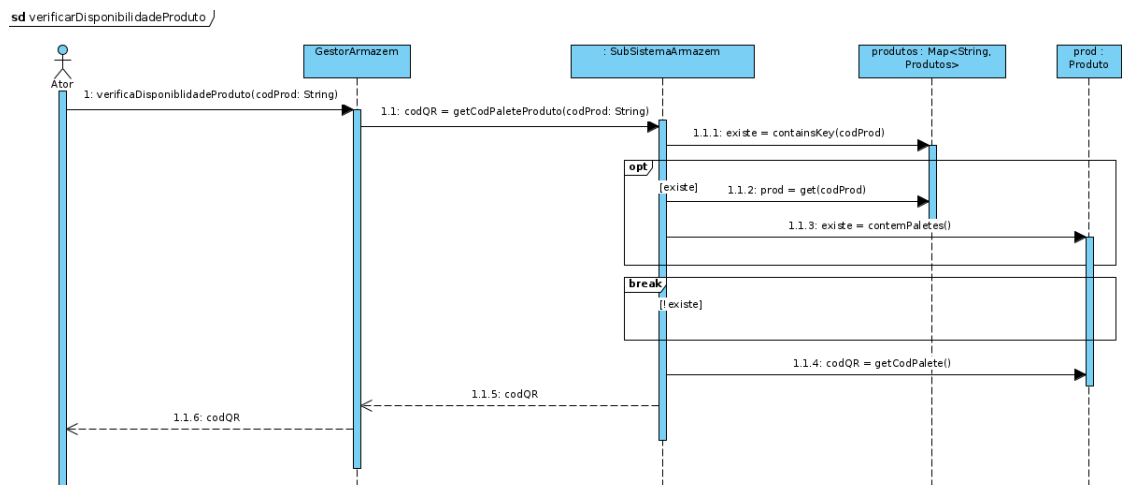 sd verificarDisponibilidadeProduto
Ator
GestorArmazem
: SubSistemaArmazem
produtos : Map<String,
Produtos>
prod :
Produto
1: verificaDisponiblidadeProduto(codProd: String)
1.1: codQR = getCodPaleteProduto(codProd: String)
1.1.1: existe = containsKey(codProd)
opt
[existe]
1.1.2: prod = get(codProd)
1.1.3: existe = contemPaletes()
break
[!existe]
1.1.4: codQR = getCodPalete()
1.1.5: codQR
1.1.6: codQR